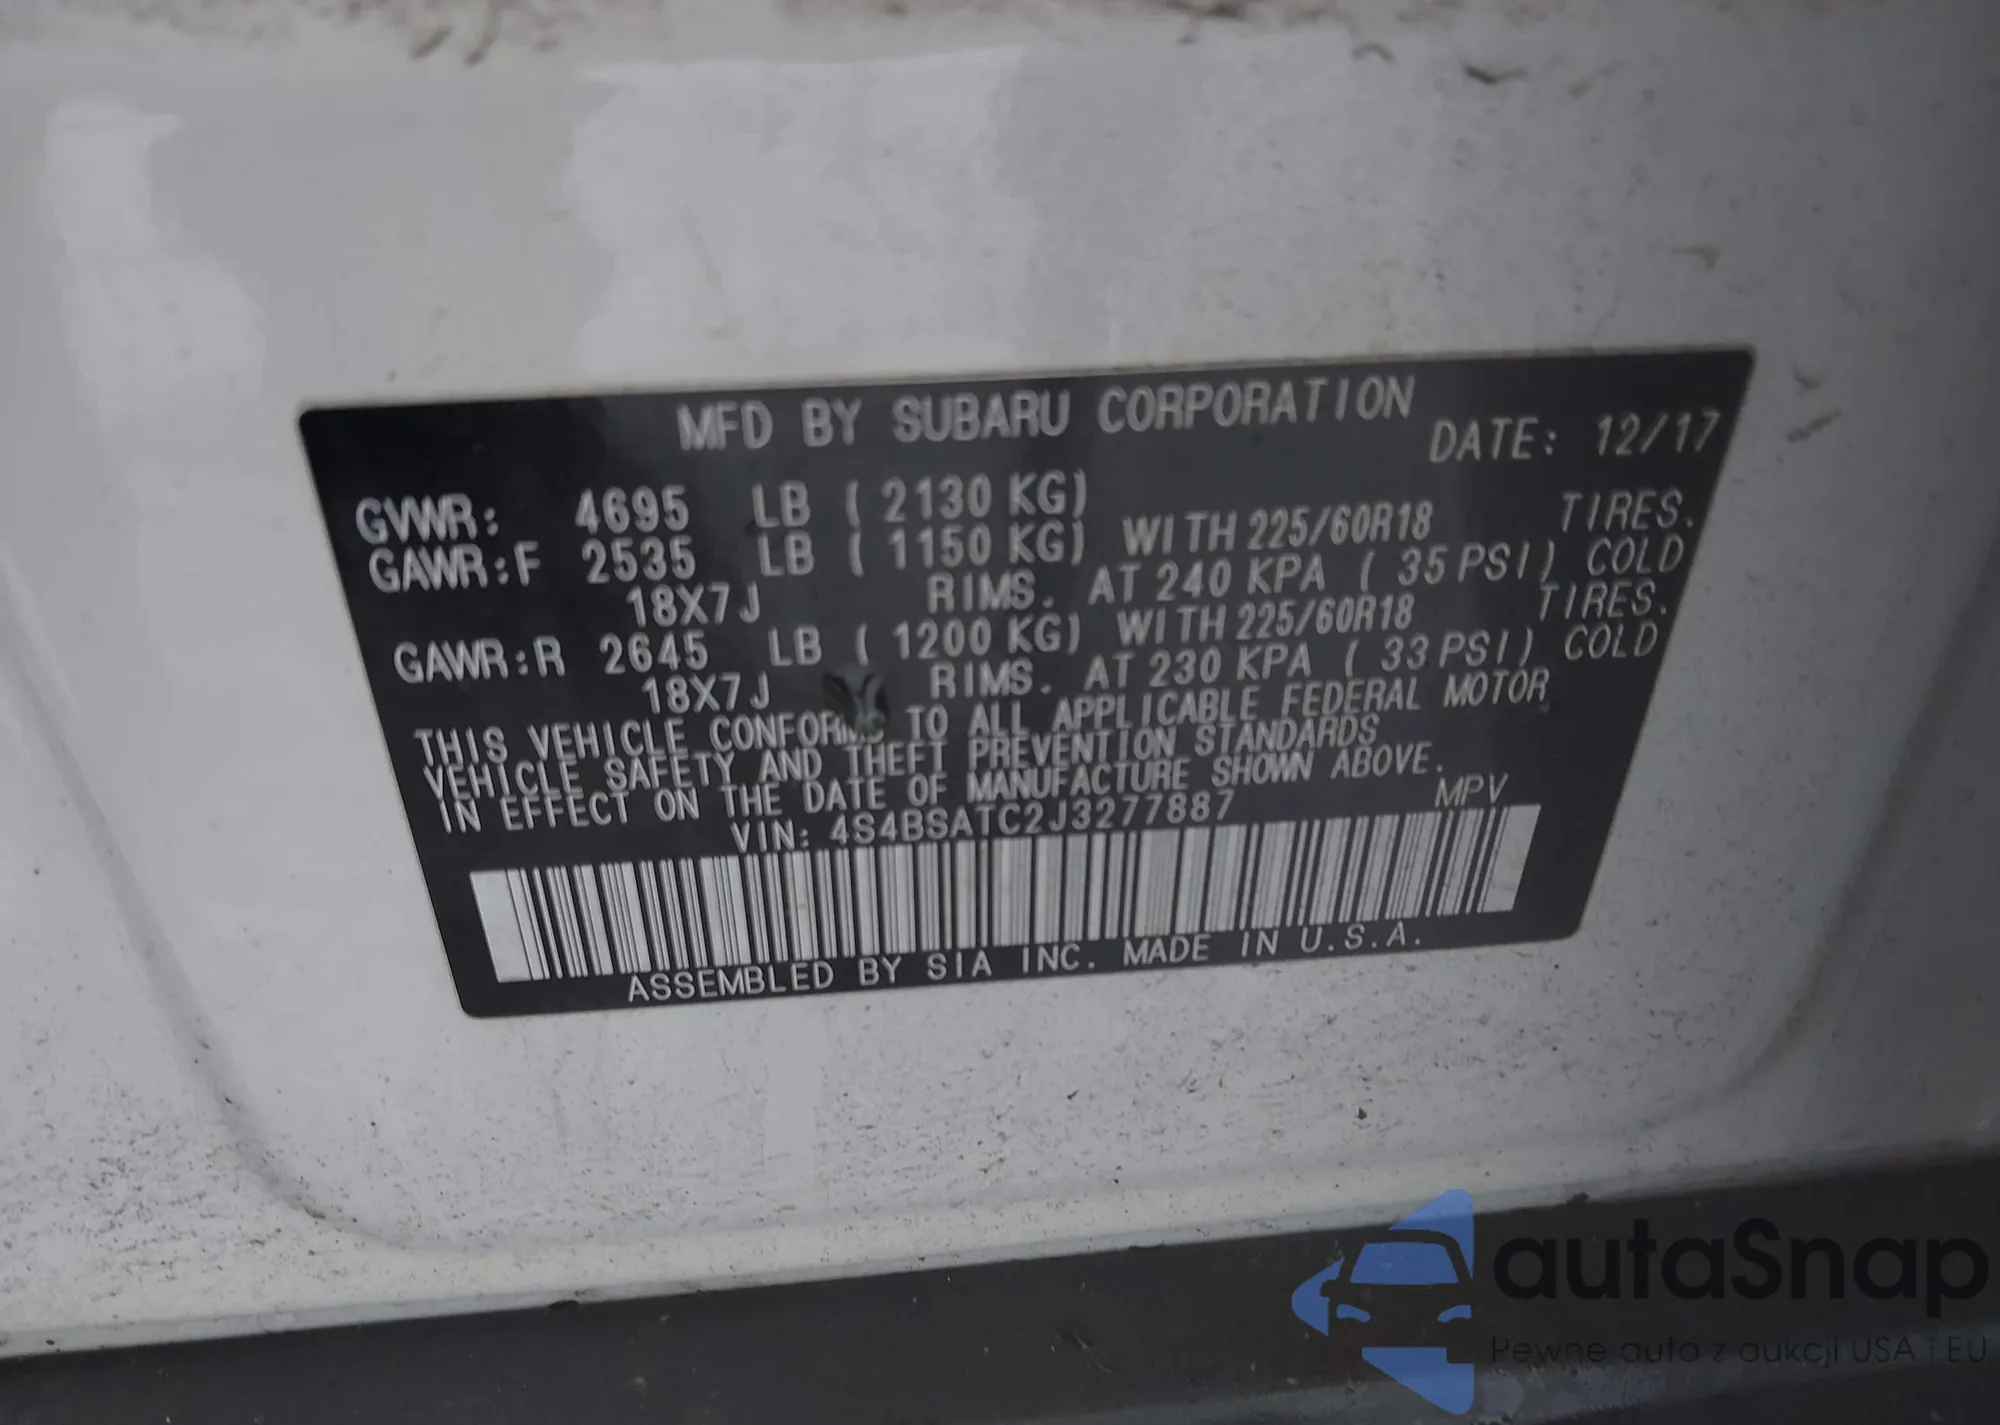 MFD BY SUBARU CORPORATION
DATE: 12/17
GVWR: 4695 LB ( 2130 KG)
GAWR:F 2535 LB ( 1150 KG) WITH 225/60R18 TIRES.
18X7J RIMS. AT 240 KPA ( 35 PSI) COLD
GAWR:R 2645 LB ( 1200 KG) WITH 225/60R18 TIRES.
18X7J RIMS. AT 230 KPA ( 33 PSI) COLD
THIS VEHICLE CONFORMS TO ALL APPLICABLE FEDERAL MOTOR
VEHICLE SAFETY AND THEFT PREVENTION STANDARDS
IN EFFECT ON THE DATE OF MANUFACTURE SHOWN ABOVE.
VIN: 4S4BSATC2J3277887 MPV
ASSEMBLED BY SIA INC. MADE IN U.S.A.
autaSnap
Pewne auta z aukcji USA i EU